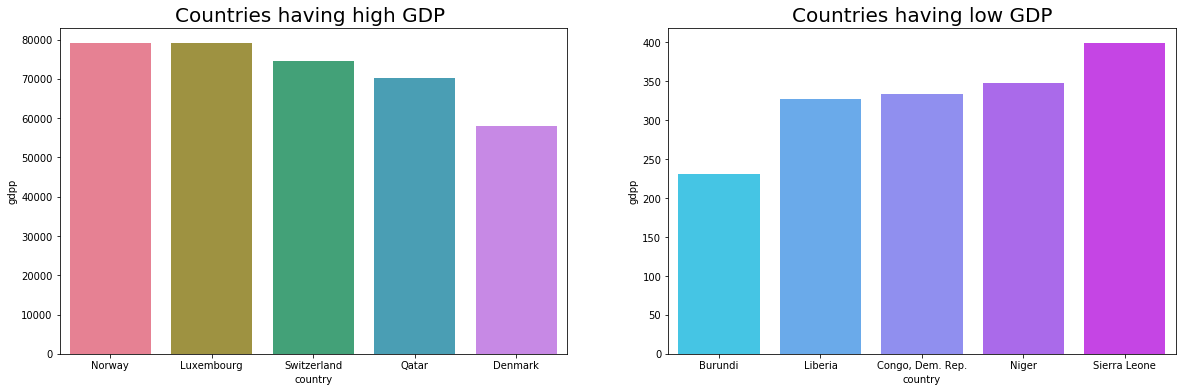 Countries having high GDP
80000
70000
60000
50000
40000
30000
20000
10000
0
gdpp
Norway Luxembourg Switzerland Qatar Denmark
country
Countries having low GDP
400
350
300
250
200
150
100
50
0
gdpp
Burundi Liberia Congo, Dem. Rep. Niger Sierra Leone
country